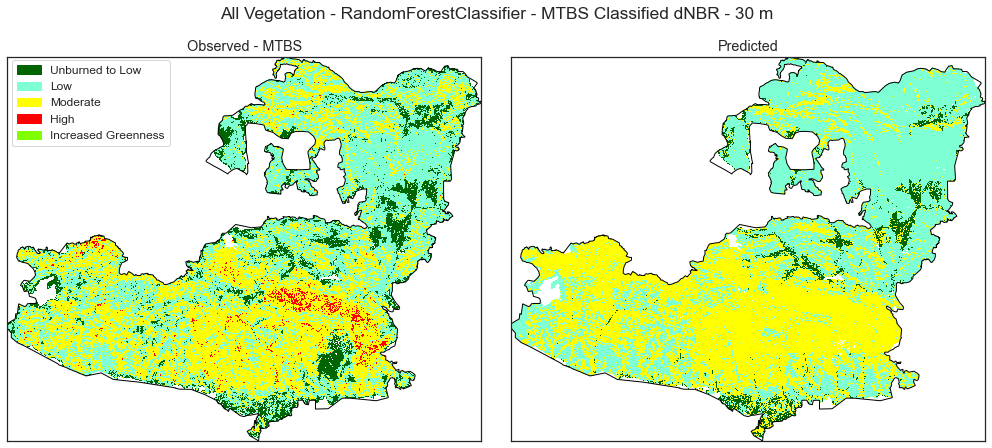 All Vegetation - RandomForestClassifier - MTBS Classified dNBR - 30 m
Observed - MTBS
Predicted
Unburned to Low
Low
Moderate
High
Increased Greenness